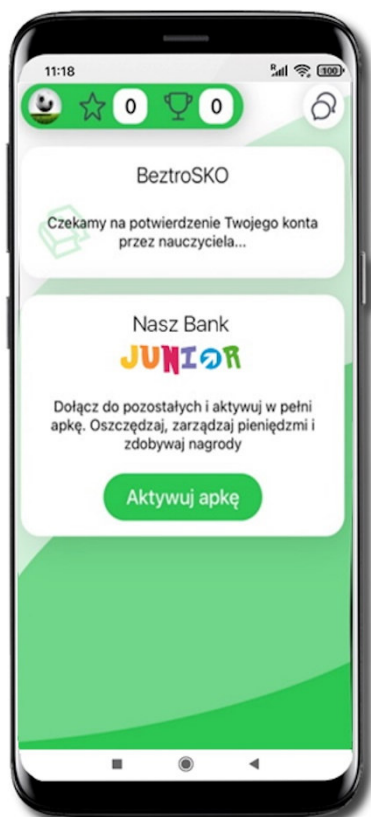 11:18
R
100
0
0
BeztroSKO
Czekamy na potwierdzenie Twojego konta
przez nauczyciela...
Nasz Bank
JUNIOR
Dołącz do pozostałych i aktywuj w pełni
apkę. Oszczędzaj, zarządzaj pieniędzmi i
zdobywaj nagrody
Aktywuj apkę